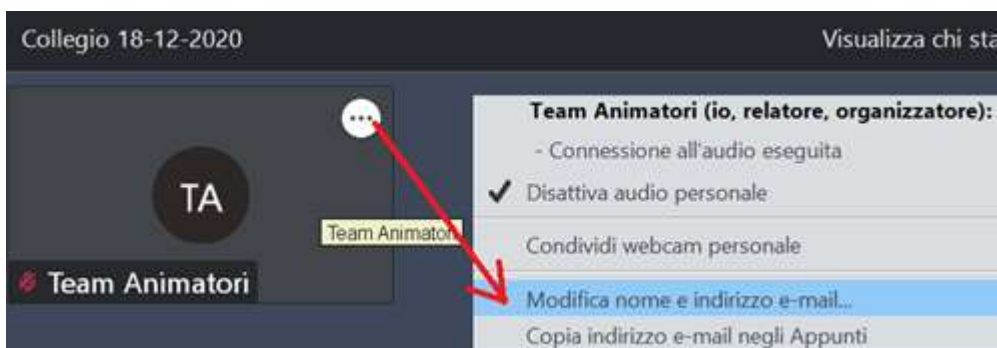 Collegio 18-12-2020
Visualizza chi sta
TA
Team Animatori
Team Animatori
Team Animatori (io, relatore, organizzatore):
- Connessione all'audio eseguita
Disattiva audio personale
Condividi webcam personale
Modifica nome e indirizzo e-mail...
Copia indirizzo e-mail negli Appunti